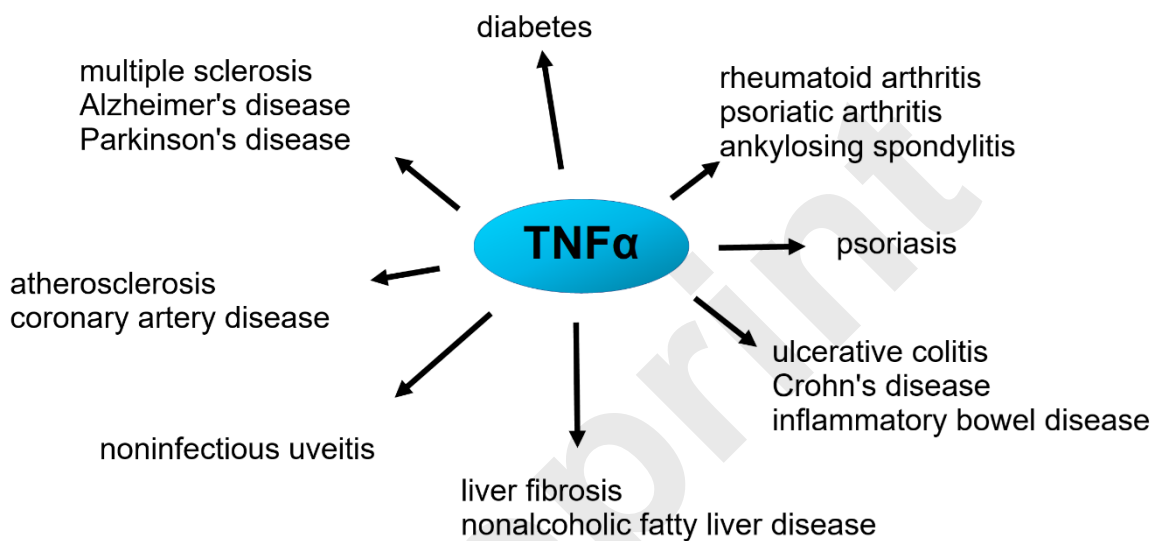 diabetes
multiple sclerosis
Alzheimer's disease
Parkinson's disease
rheumatoid arthritis
psoriatic arthritis
ankylosing spondylitis
TNFα
psoriasis
atherosclerosis
coronary artery disease
ulcerative colitis
Crohn's disease
inflammatory bowel disease
noninfectious uveitis
liver fibrosis
nonalcoholic fatty liver disease
print